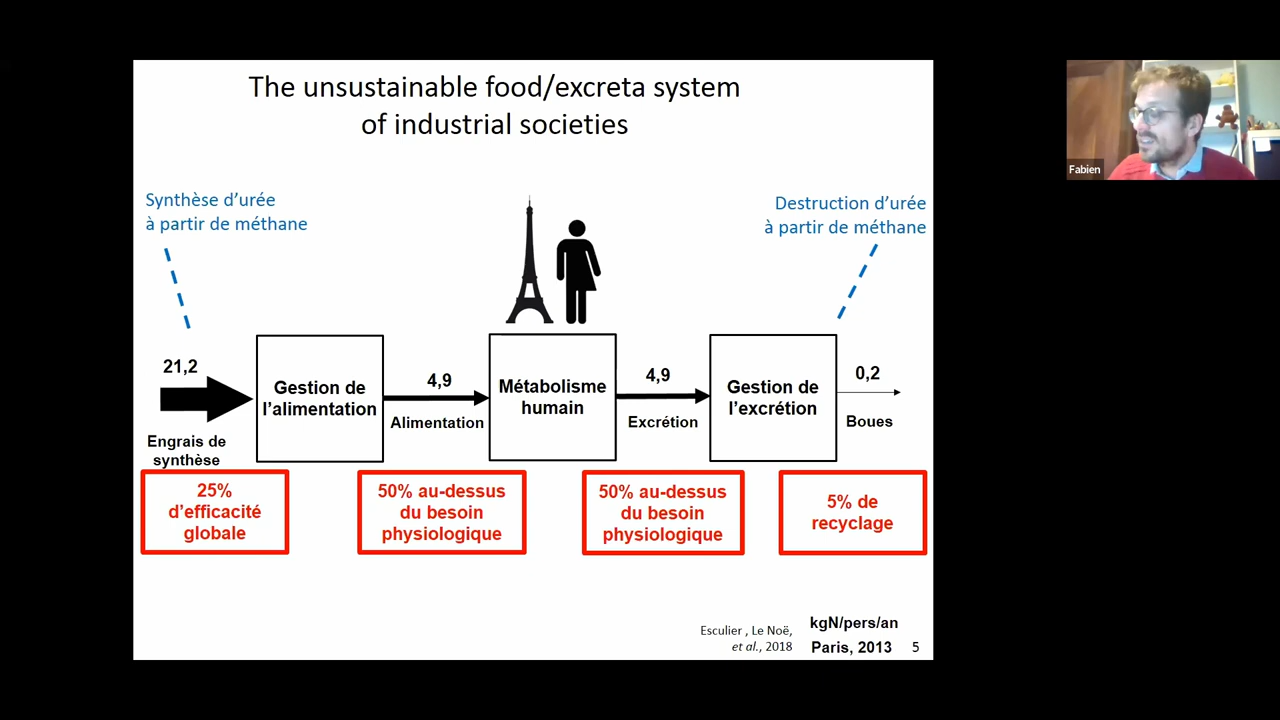 The unsustainable food/excreta system
of industrial societies
Synthèse d'urée
à partir de méthane
Destruction d'urée
à partir de méthane
21,2
Engrais de
synthèse
Gestion de
l'alimentation
4,9
Alimentation
Métabolisme
humain
4,9
Excrétion
Gestion de
l'excrétion
0,2
Boues
25%
d'efficacité
globale
50% au-dessus
du besoin
physiologique
50% au-dessus
du besoin
physiologique
5% de
recyclage
Esculier , Le Noë,
et al., 2018
kgN/pers/an
Paris, 2013
5
Fabien